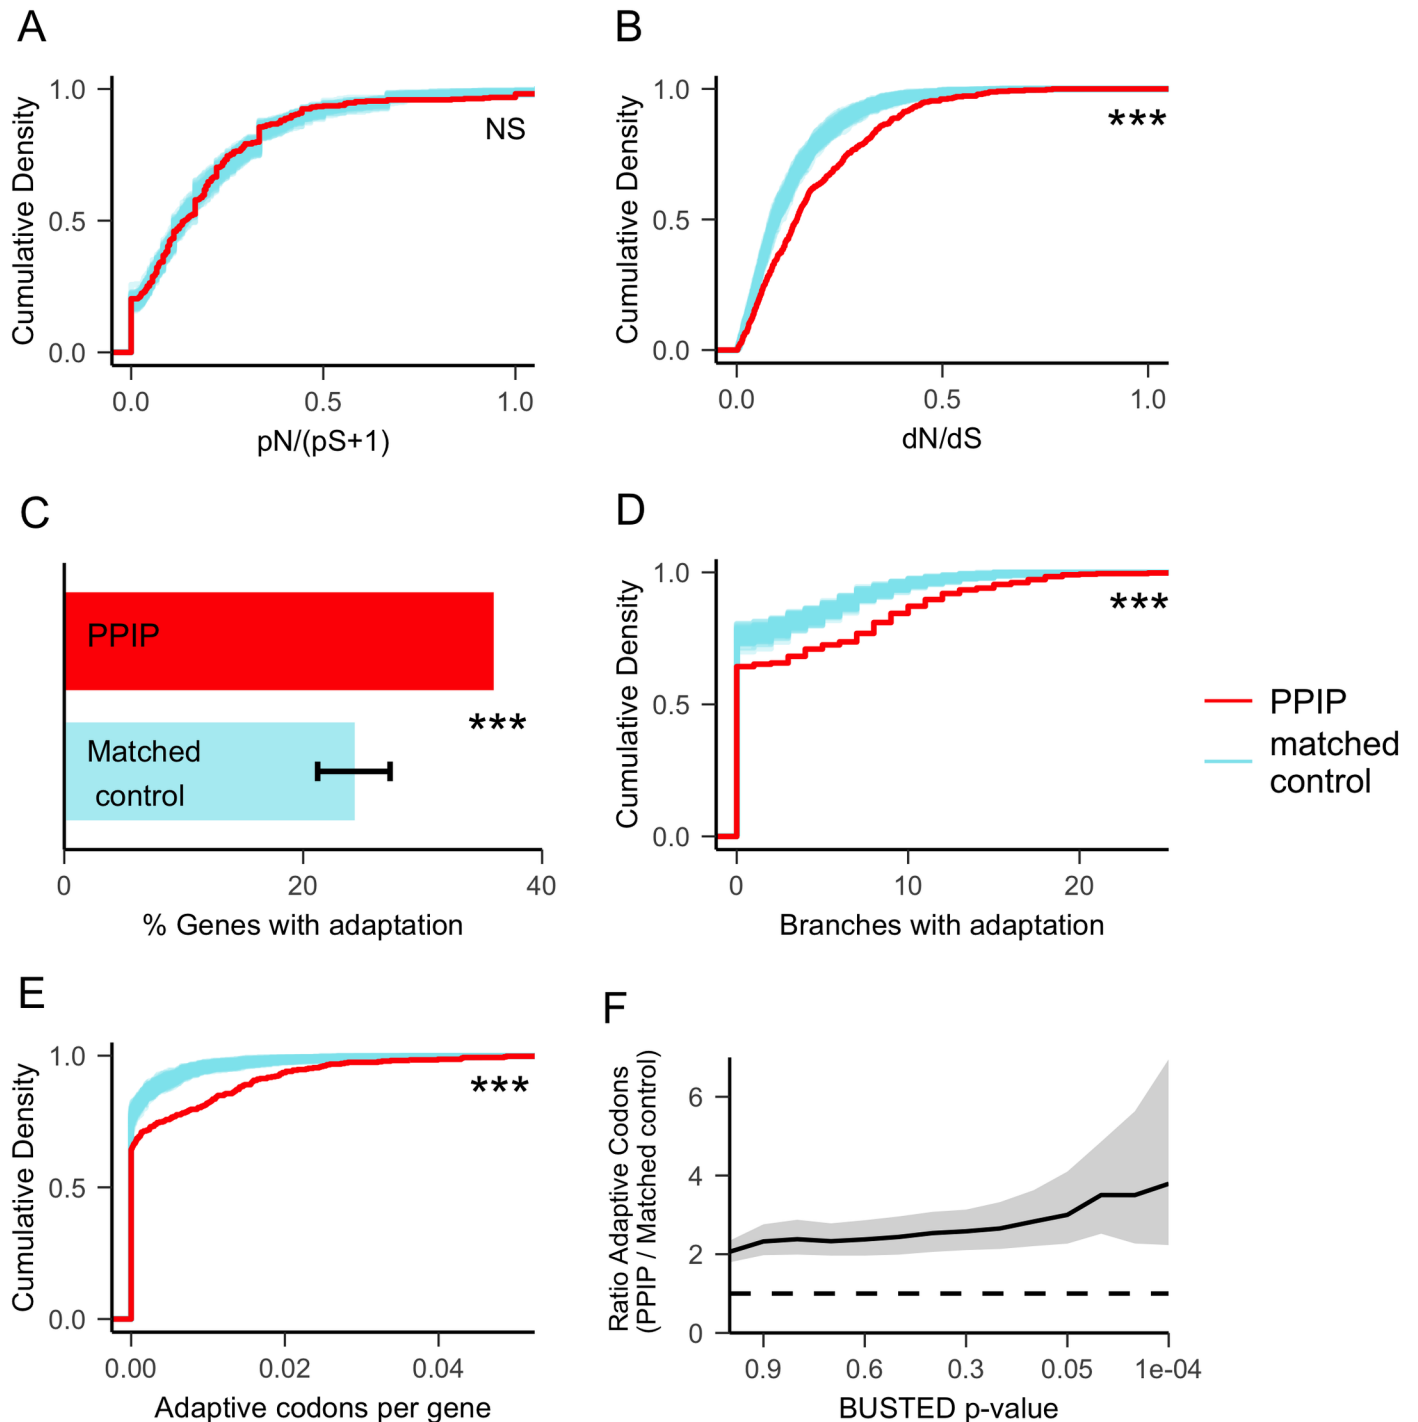 A
Cumulative Density
1.0
0.5
0.0
NS
0.0 0.5 1.0
pN/(pS+1)
B
Cumulative Density
1.0
0.5
0.0
***
0.0 0.5 1.0
dN/dS
C
PPIP
***
Matched
control
0 20 40
% Genes with adaptation
D
Cumulative Density
1.0
0.5
0.0
***
0 10 20
Branches with adaptation
PPIP
matched
control
E
Cumulative Density
1.0
0.5
0.0
***
0.00 0.02 0.04
Adaptive codons per gene
F
Ratio Adaptive Codons
(PPIP / Matched control)
6
4
2
0
0.9 0.6 0.3 0.05 1e-04
BUSTED p-value